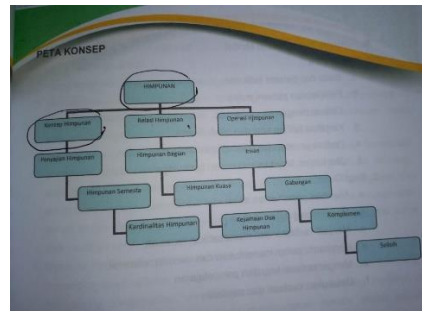 PETA KONSEP
HIMPUNAN
Konsep Himpunan
Relasi Himpunan
Operasi Himpunan
Penyajian Himpunan
Himpunan Bagian
Irisan
Himpunan Semesta
Himpunan Kuasa
Gabungan
Kardinalitas Himpunan
Kesamaan Dua
Himpunan
Komplemen
Selisih